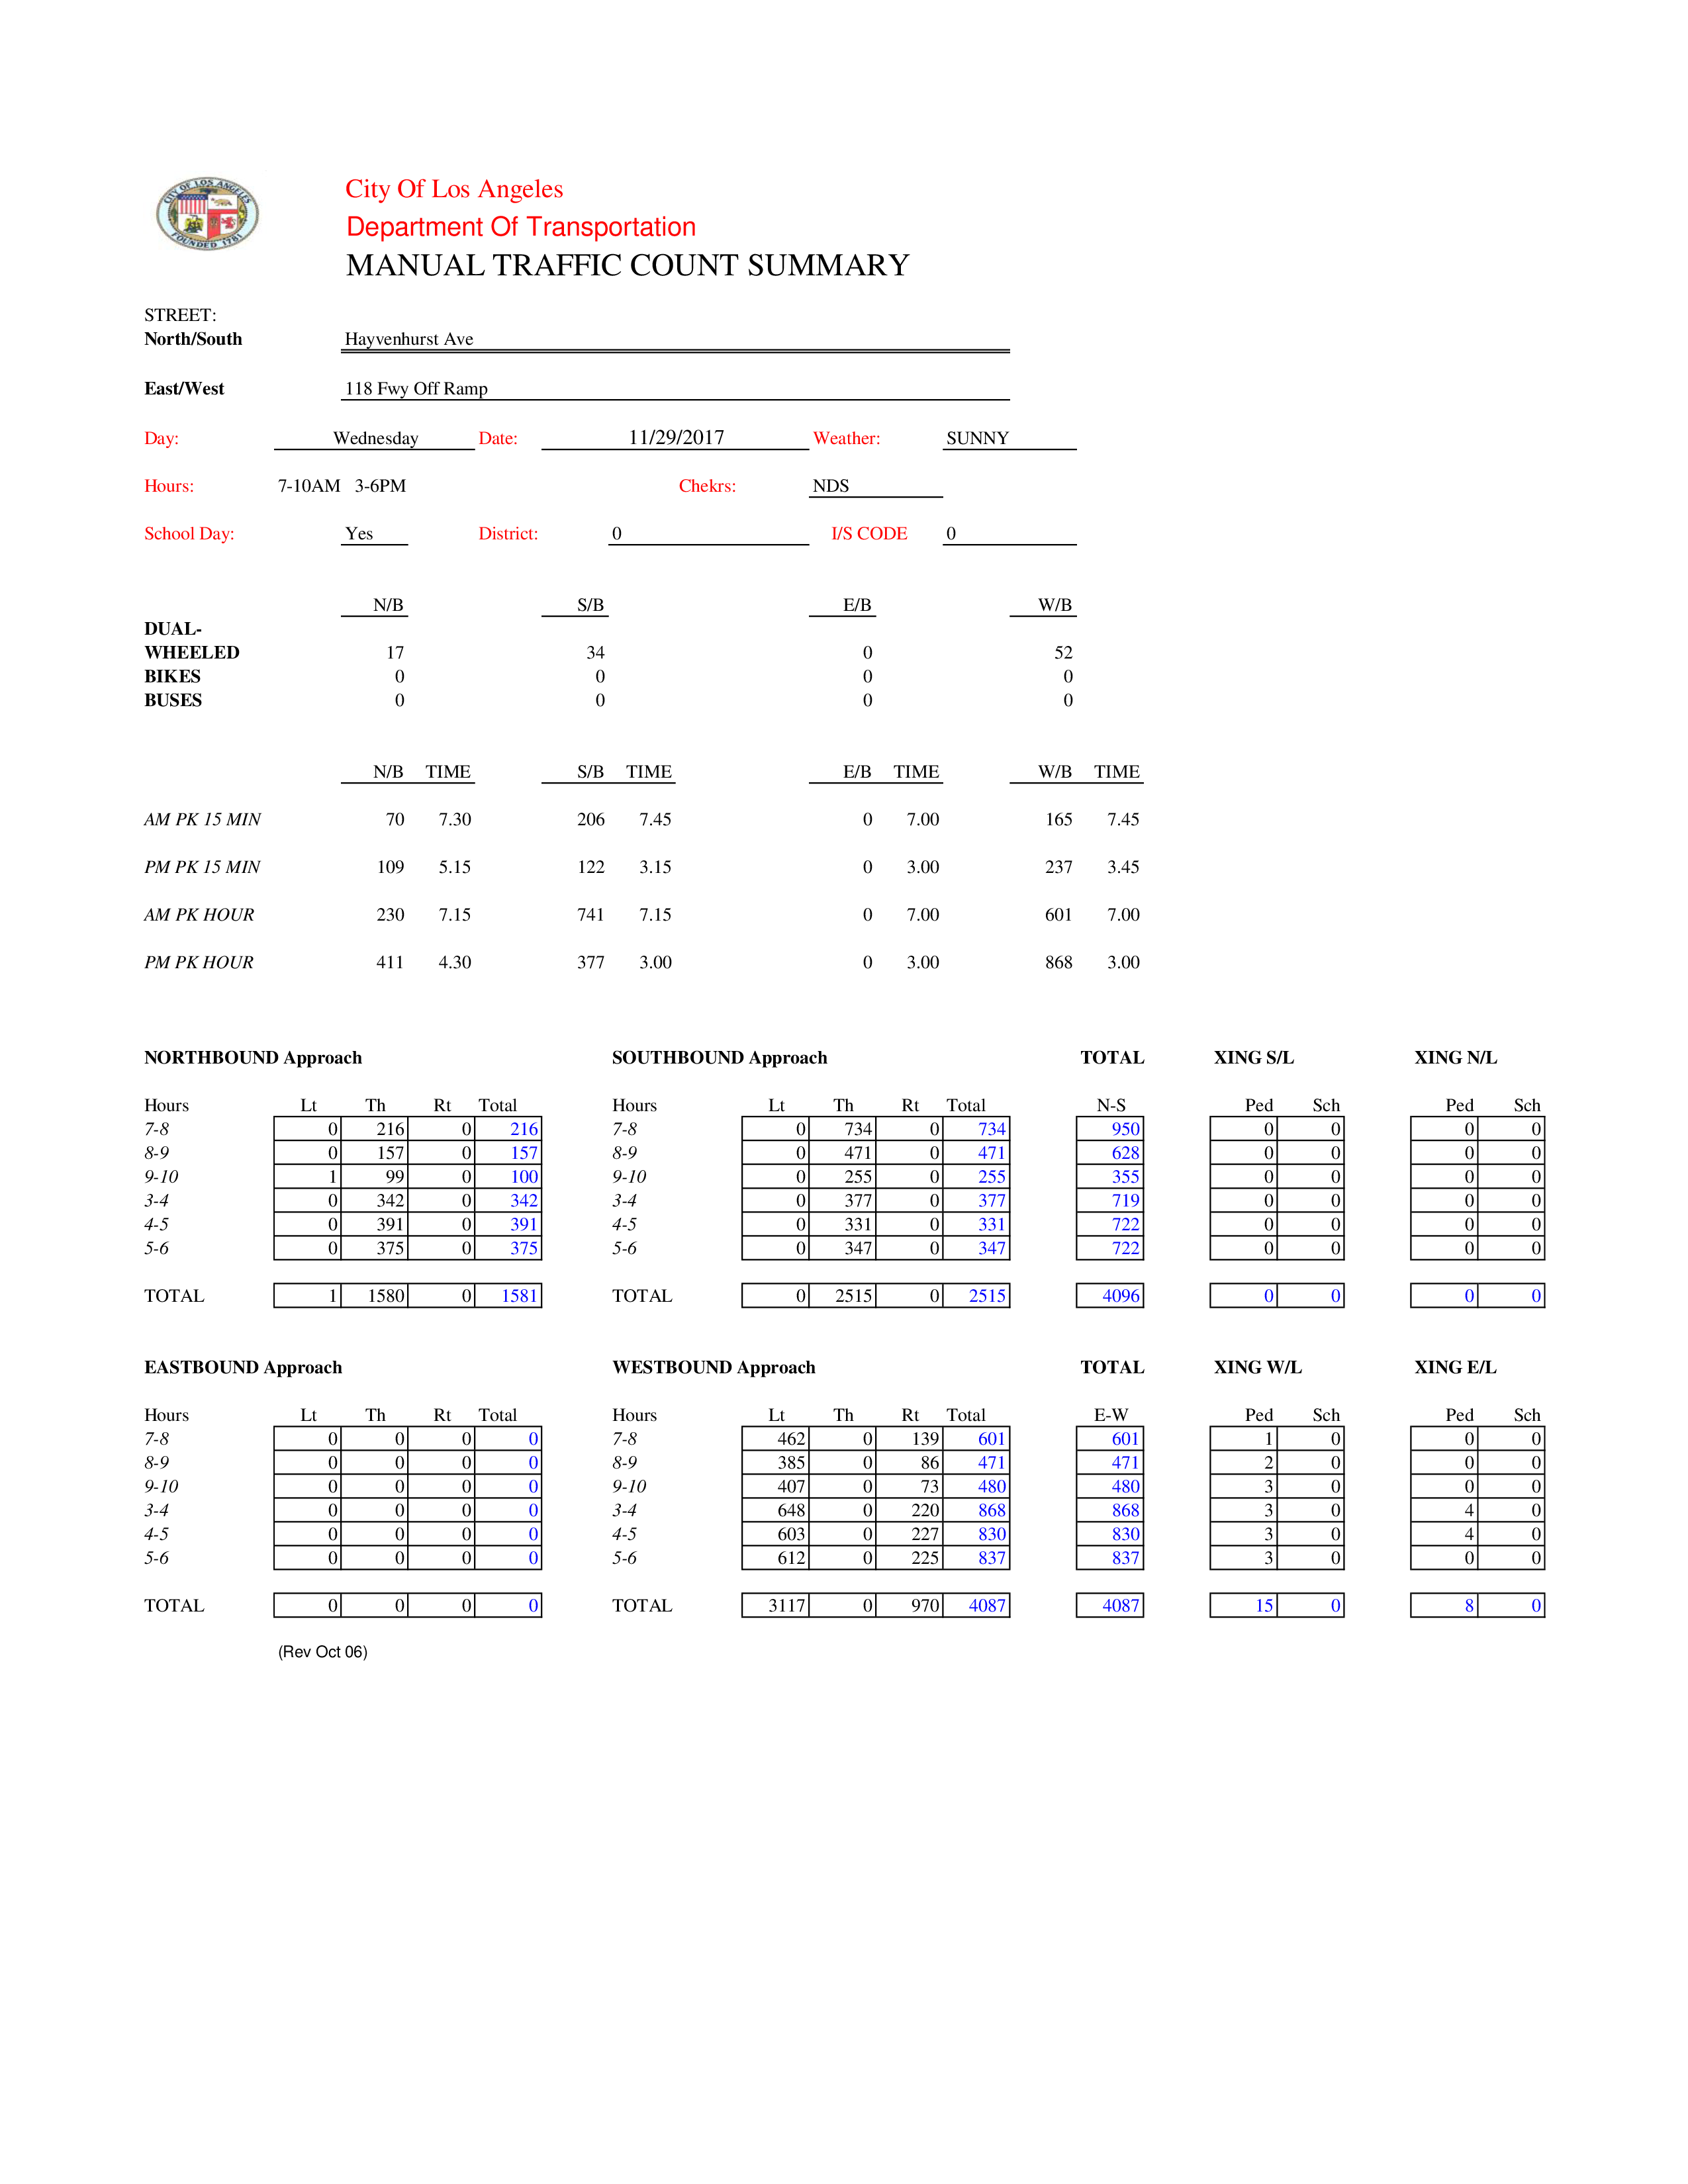 CITY OF LOS ANGELES
FOUNDED 1781
City Of Los Angeles
Department Of Transportation
MANUAL TRAFFIC COUNT SUMMARY
STREET:
North/South Hayvenhurst Ave
East/West 118 Fwy Off Ramp
Day: Wednesday Date: 11/29/2017 Weather: SUNNY
Hours: 7-10AM 3-6PM Chekrs: NDS
School Day: Yes District: 0 I/S CODE 0
N/B S/B E/B W/B
DUAL-
WHEELED 17 34 0 52
BIKES 0 0 0 0
BUSES 0 0 0 0
N/B TIME S/B TIME E/B TIME W/B TIME
AM PK 15 MIN 70 7.30 206 7.45 0 7.00 165 7.45
PM PK 15 MIN 109 5.15 122 3.15 0 3.00 237 3.45
AM PK HOUR 230 7.15 741 7.15 0 7.00 601 7.00
PM PK HOUR 411 4.30 377 3.00 0 3.00 868 3.00
NORTHBOUND Approach SOUTHBOUND Approach TOTAL XING S/L XING N/L
Hours Lt Th Rt Total Hours Lt Th Rt Total N-S Ped Sch Ped Sch
7-8 0 216 0 216 7-8 0 734 0 734 950 0 0 0 0
8-9 0 157 0 157 8-9 0 471 0 471 628 0 0 0 0
9-10 1 99 0 100 9-10 0 255 0 255 355 0 0 0 0
3-4 0 342 0 342 3-4 0 377 0 377 719 0 0 0 0
4-5 0 391 0 391 4-5 0 331 0 331 722 0 0 0 0
5-6 0 375 0 375 5-6 0 347 0 347 722 0 0 0 0
TOTAL 1 1580 0 1581 TOTAL 0 2515 0 2515 4096 0 0 0 0
EASTBOUND Approach WESTBOUND Approach TOTAL XING W/L XING E/L
Hours Lt Th Rt Total Hours Lt Th Rt Total E-W Ped Sch Ped Sch
7-8 0 0 0 0 7-8 462 0 139 601 601 1 0 0 0
8-9 0 0 0 0 8-9 385 0 86 471 471 2 0 0 0
9-10 0 0 0 0 9-10 407 0 73 480 480 3 0 0 0
3-4 0 0 0 0 3-4 648 0 220 868 868 3 0 4 0
4-5 0 0 0 0 4-5 603 0 227 830 830 3 0 4 0
5-6 0 0 0 0 5-6 612 0 225 837 837 3 0 0 0
TOTAL 0 0 0 0 TOTAL 3117 0 970 4087 4087 15 0 8 0
(Rev Oct 06)